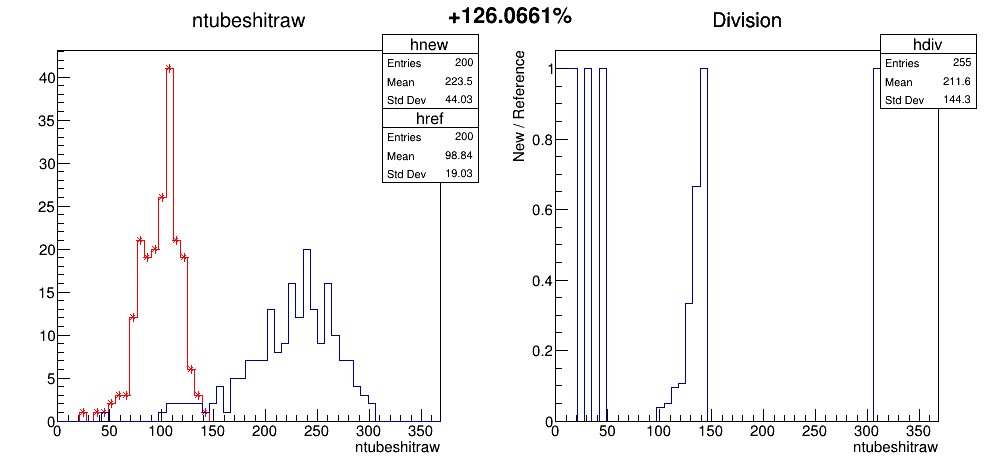 +126.0661%
ntubeshitraw
hnew
Entries 200
Mean 223.5
Std Dev 44.03
href
Entries 200
Mean 98.84
Std Dev 19.03
40
35
30
25
20
15
10
5
0
0 50 100 150 200 250 300 350
ntubeshitraw
Division
hdiv
Entries 255
Mean 211.6
Std Dev 144.3
New / Reference
1
0.8
0.6
0.4
0.2
0
0 50 100 150 200 250 300 350
ntubeshitraw